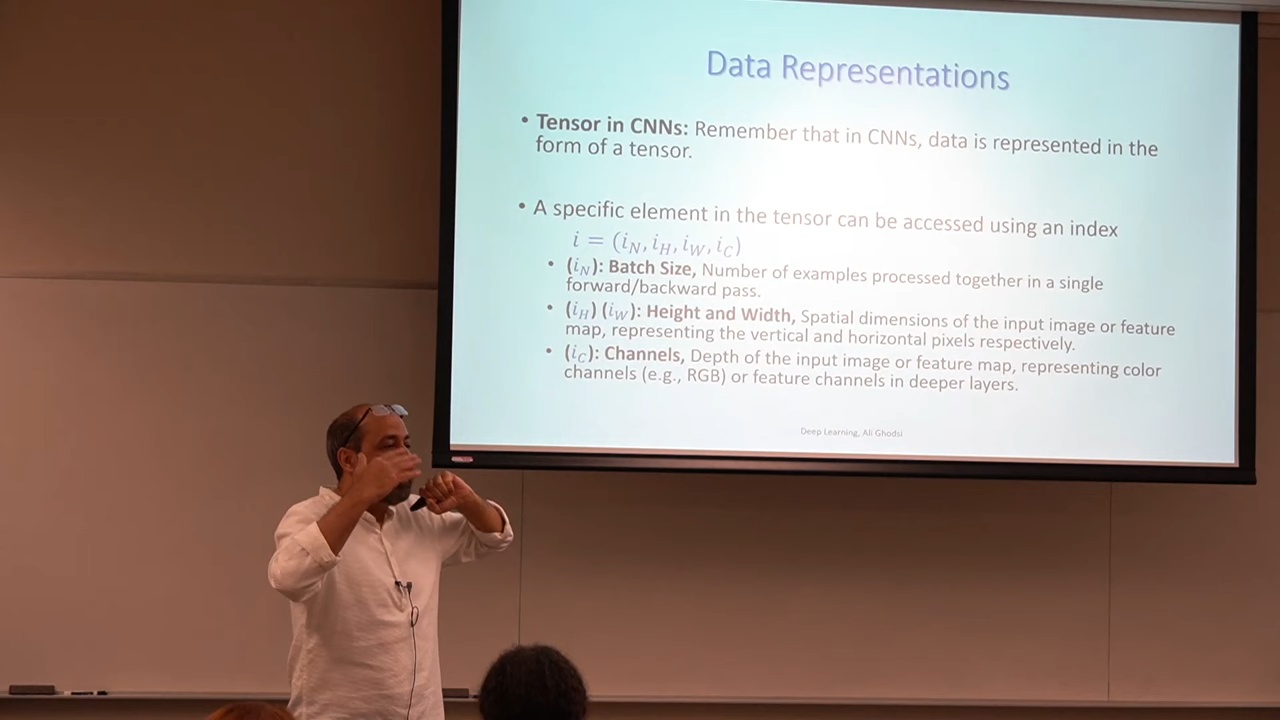 Data Representations
• Tensor in CNNs: Remember that in CNNs, data is represented in the
form of a tensor.
• A specific element in the tensor can be accessed using an index
i = (i_N, i_H, i_W, i_C)
• (i_N): Batch Size, Number of examples processed together in a single
forward/backward pass.
• (i_H) (i_W): Height and Width, Spatial dimensions of the input image or feature
map, representing the vertical and horizontal pixels respectively.
• (i_C): Channels, Depth of the input image or feature map, representing color
channels (e.g., RGB) or feature channels in deeper layers.
Deep Learning, Ali Ghodsi